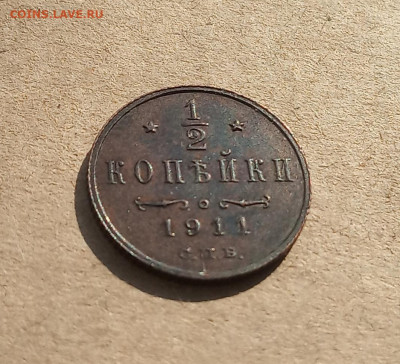 COINS.LAVE.RU
1/2
КОПѢЙКИ
1911
С.П.Б.